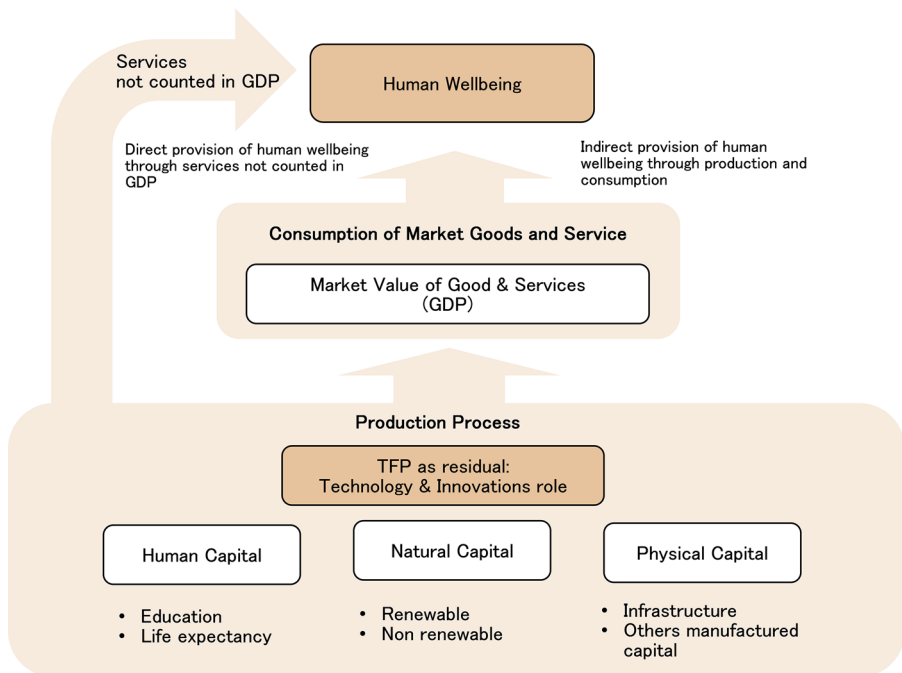 Services
not counted in GDP
Human Wellbeing
Direct provision of human wellbeing
through services not counted in
GDP
Indirect provision of human
wellbeing through production and
consumption
Consumption of Market Goods and Service
Market Value of Good & Services
(GDP)
Production Process
TFP as residual:
Technology & Innovations role
Human Capital
Natural Capital
Physical Capital
• Education
• Life expectancy
• Renewable
• Non renewable
• Infrastructure
• Others manufactured
capital